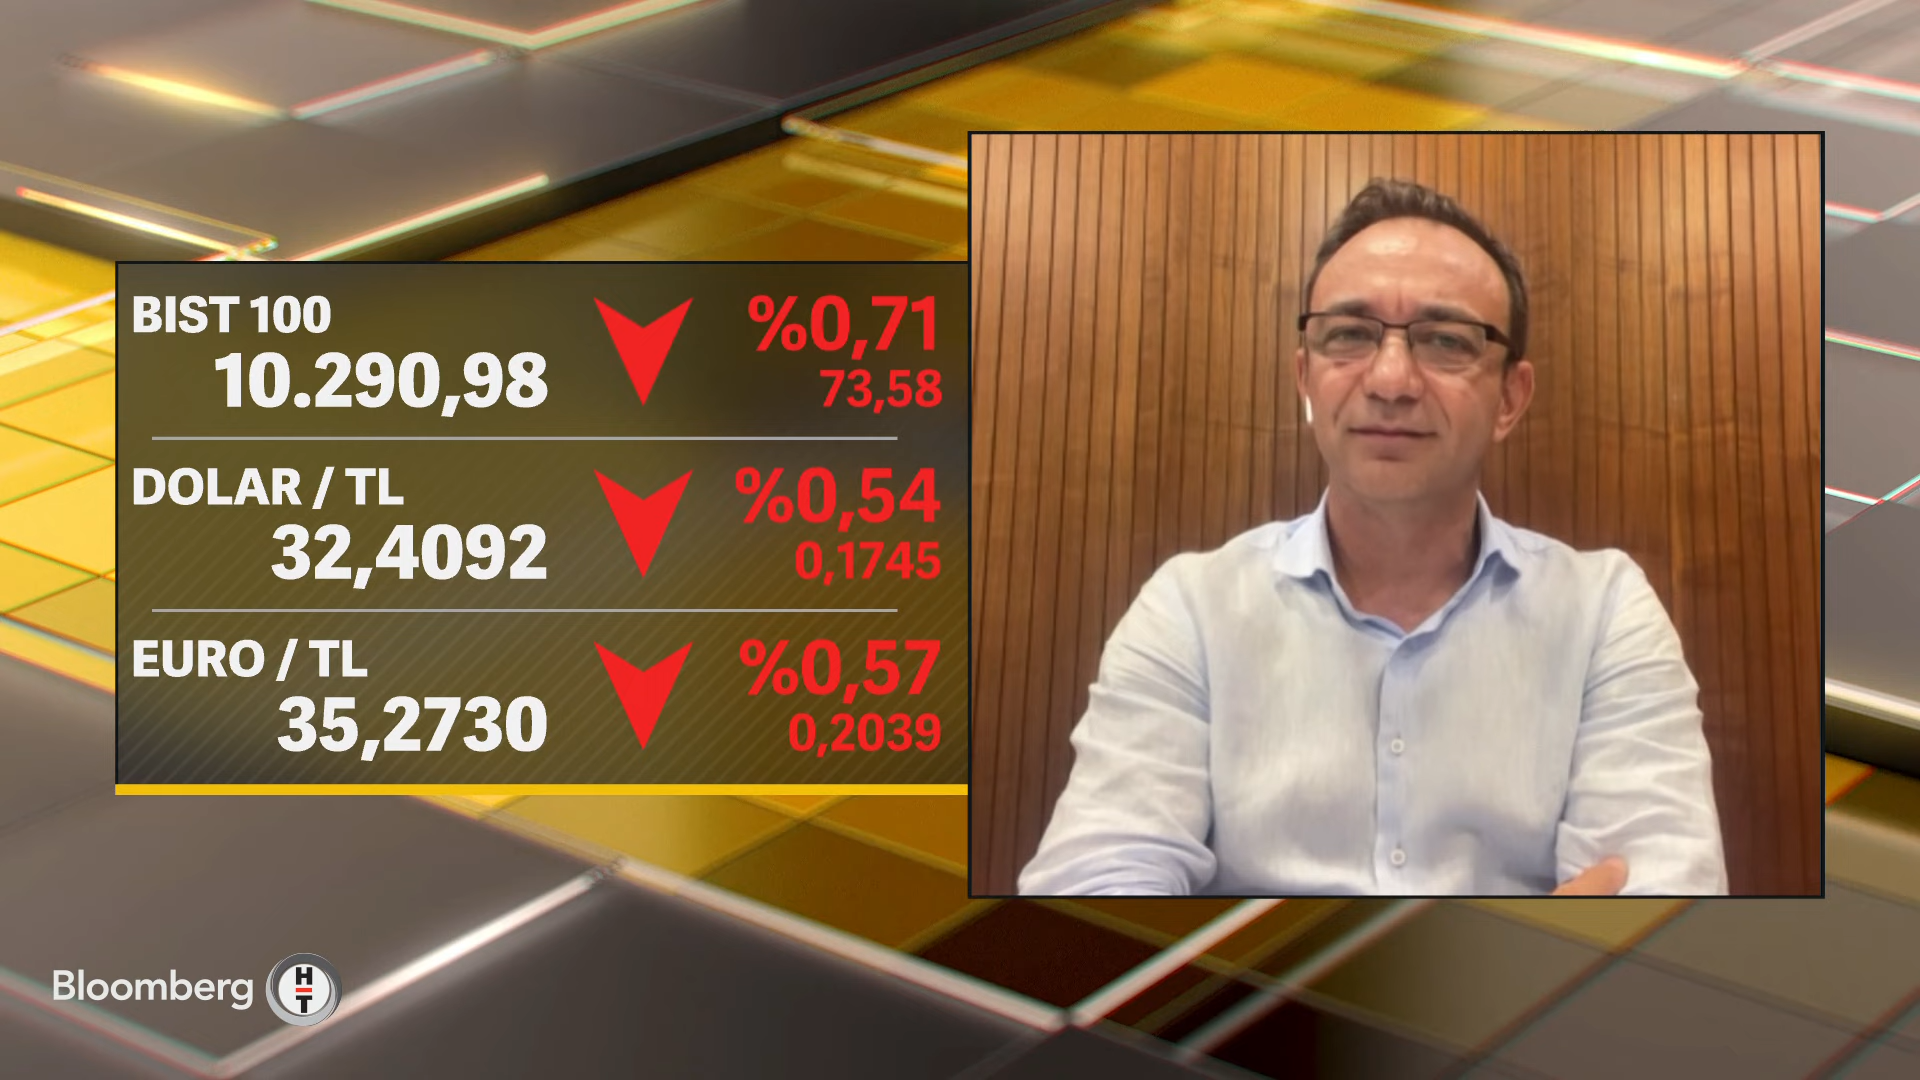 BIST 100
10.290,98
%0,71
73,58
DOLAR / TL
32,4092
%0,54
0,1745
EURO / TL
35,2730
%0,57
0,2039
Bloomberg HT